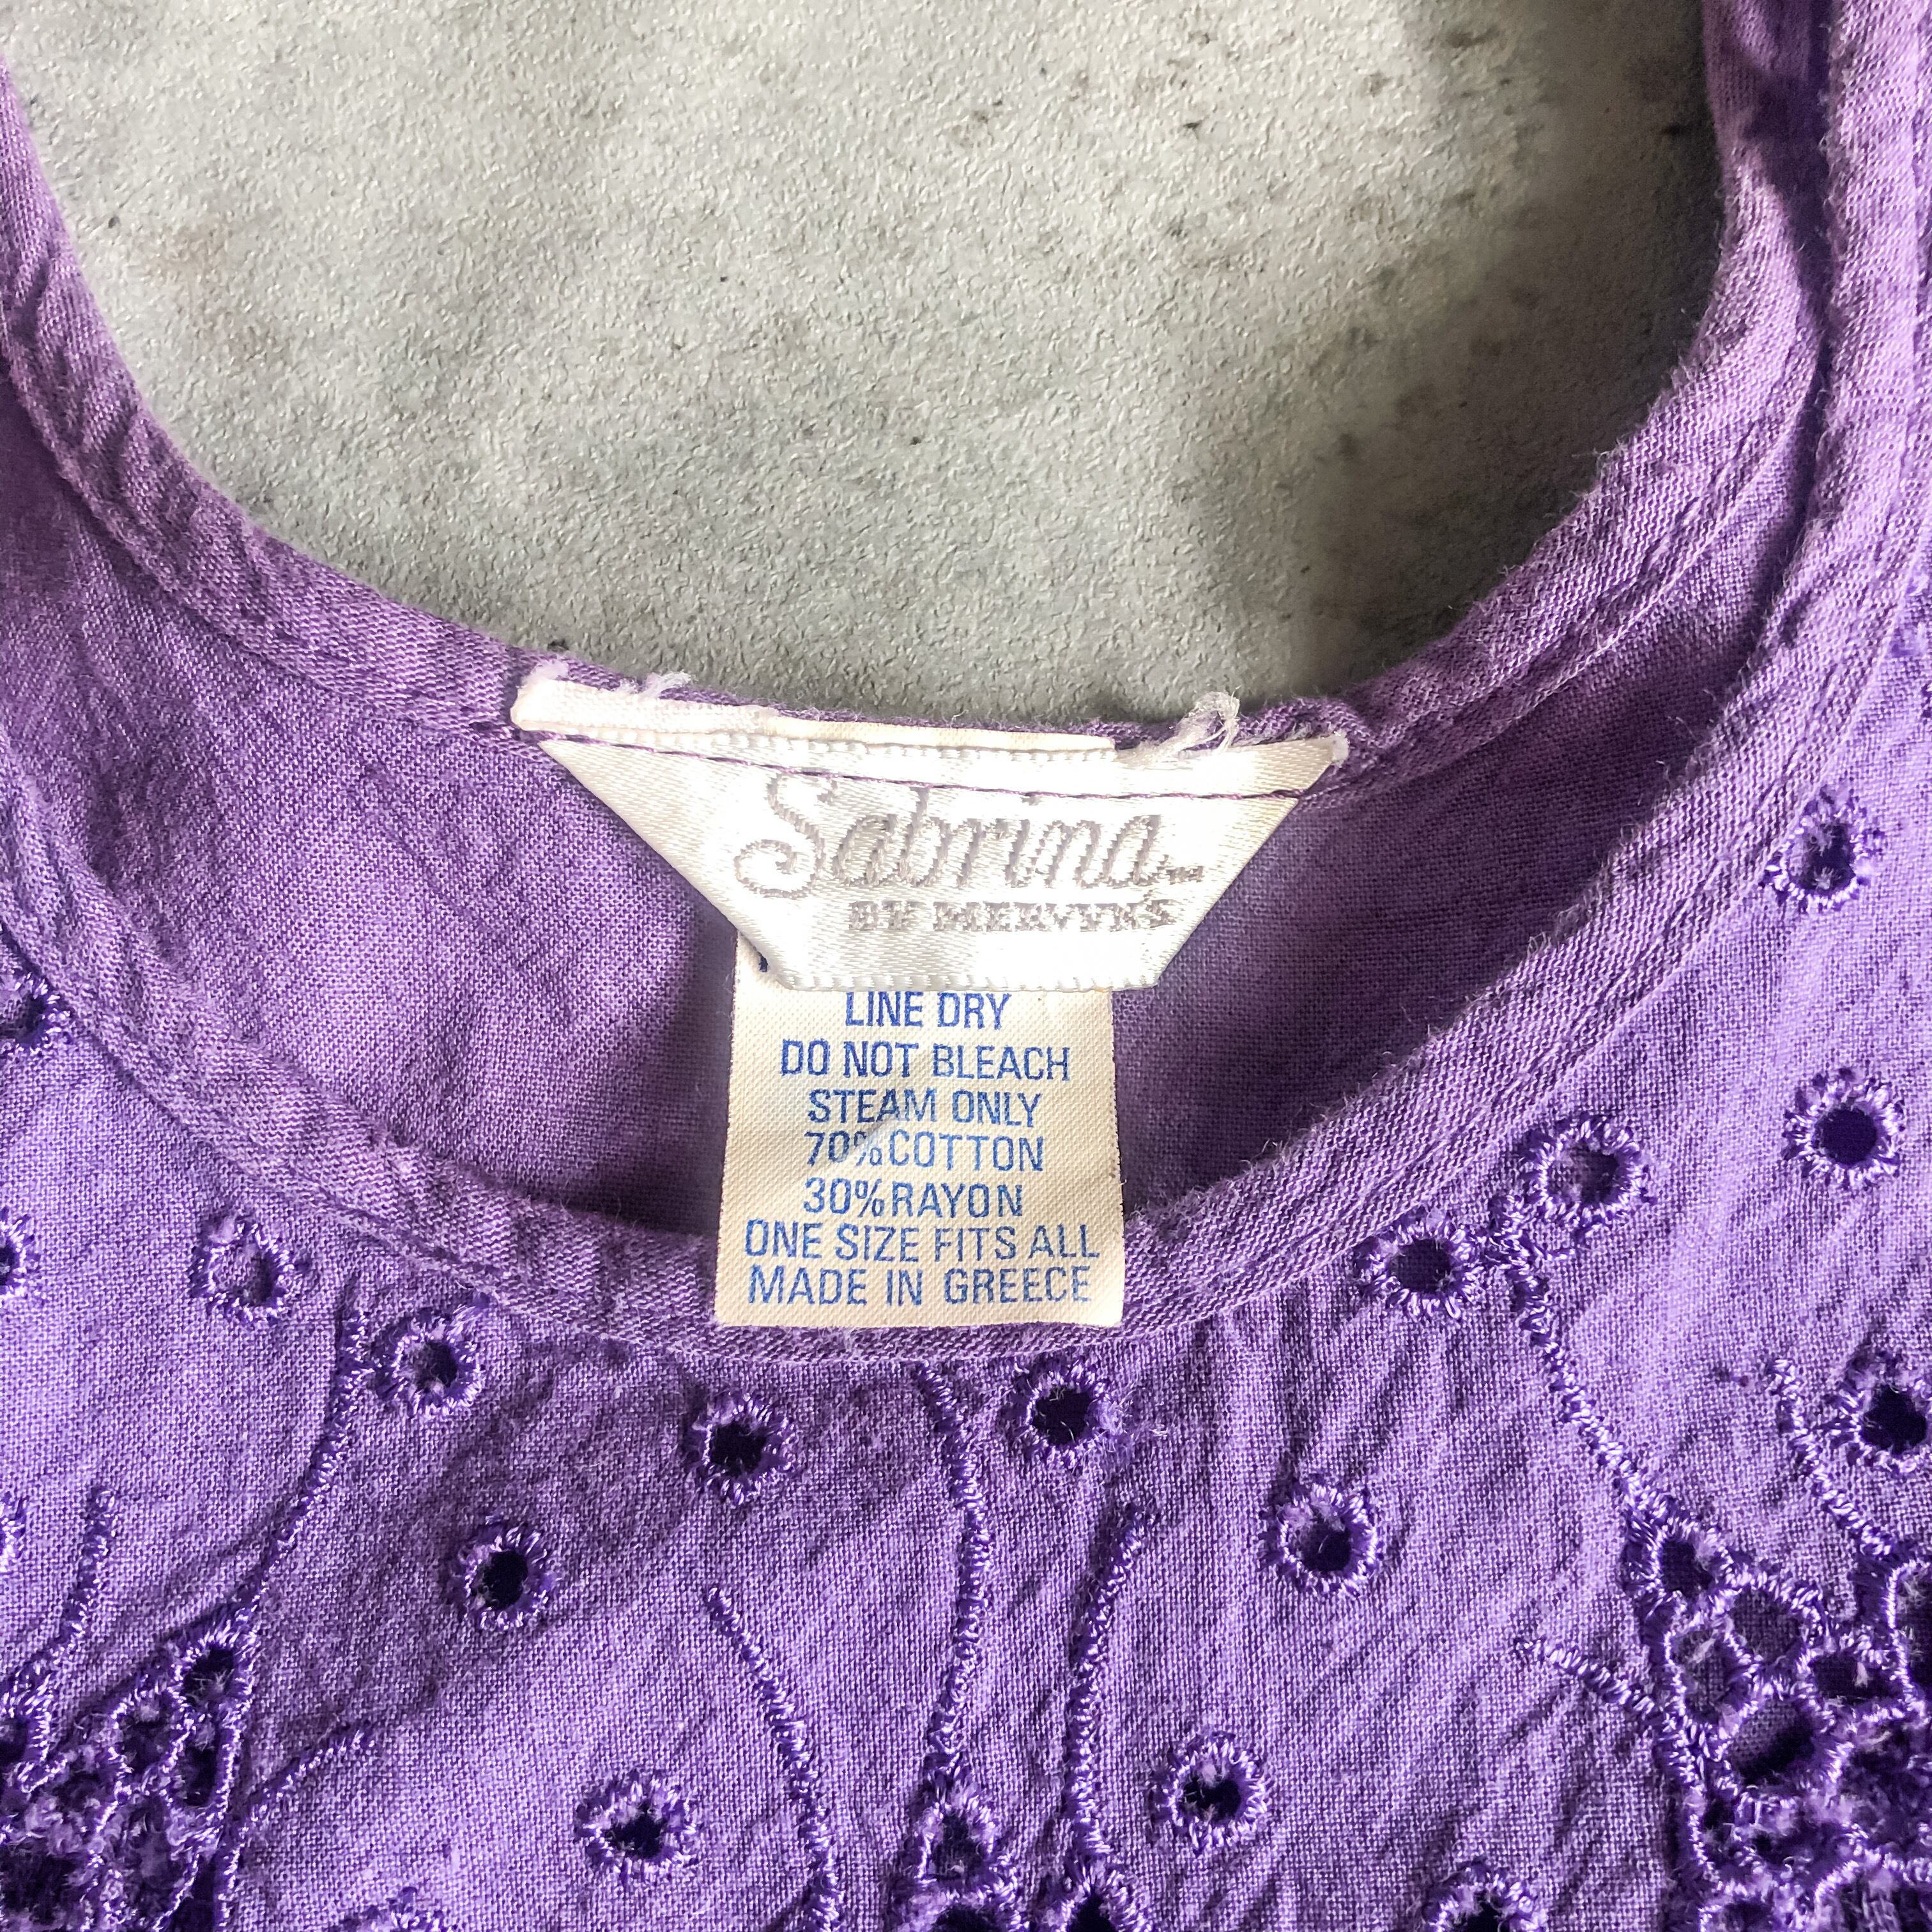 Sabrina™
BY MERVYN'S
LINE DRY
DO NOT BLEACH
STEAM ONLY
70% COTTON
30% RAYON
ONE SIZE FITS ALL
MADE IN GREECE